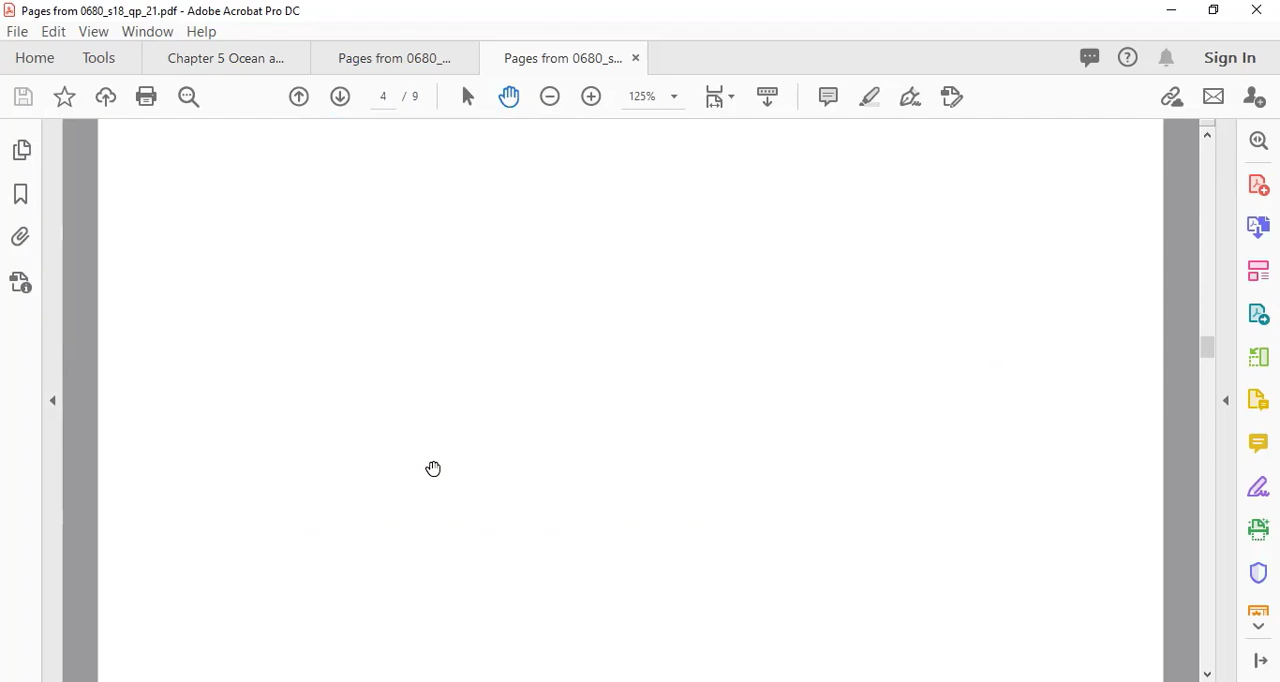 Pages from 0680_s18_qp_21.pdf - Adobe Acrobat Pro DC
File Edit View Window Help
Home Tools Chapter 5 Ocean a... Pages from 0680_... Pages from 0680_s... × Sign In
4 / 9 125%